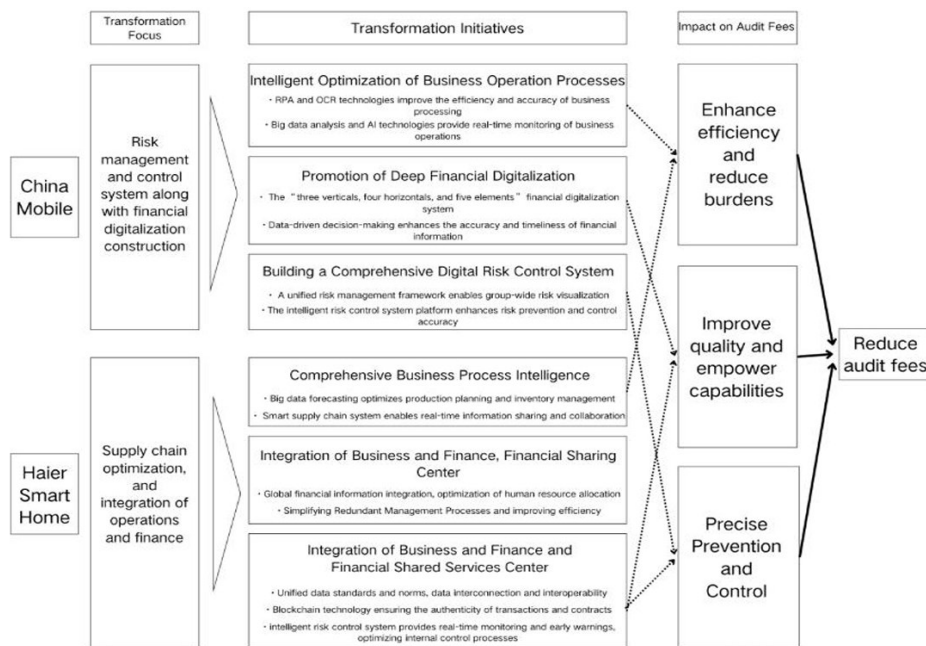 Transformation
Focus
Transformation Initiatives
Impact on Audit Fees
China
Mobile
Risk
management
and control
system along
with financial
digitalization
construction
Intelligent Optimization of Business Operation Processes
· RPA and OCR technologies improve the efficiency and accuracy of business
processing
· Big data analysis and AI technologies provide real-time monitoring of business
operations
Promotion of Deep Financial Digitalization
· The "three verticals, four horizontals, and five elements" financial digitalization
system
· Data-driven decision-making enhances the accuracy and timeliness of financial
information
Building a Comprehensive Digital Risk Control System
· A unified risk management framework enables group-wide risk visualization
· The intelligent risk control system platform enhances risk prevention and control
accuracy
Haier
Smart
Home
Supply chain
optimization,
and
integration of
operations
and finance
Comprehensive Business Process Intelligence
· Big data forecasting optimizes production planning and inventory management
· Smart supply chain system enables real-time information sharing and collaboration
Integration of Business and Finance, Financial Sharing
Center
· Global financial information integration, optimization of human resource allocation
· Simplifying Redundant Management Processes and improving efficiency
Integration of Business and Finance and
Financial Shared Services Center
· Unified data standards and norms, data interconnection and interoperability
· Blockchain technology ensuring the authenticity of transactions and contracts
· intelligent risk control system provides real-time monitoring and early warnings,
optimizing internal control processes
Enhance
efficiency
and
reduce
burdens
Improve
quality and
empower
capabilities
Precise
Prevention
and
Control
Reduce
audit fees